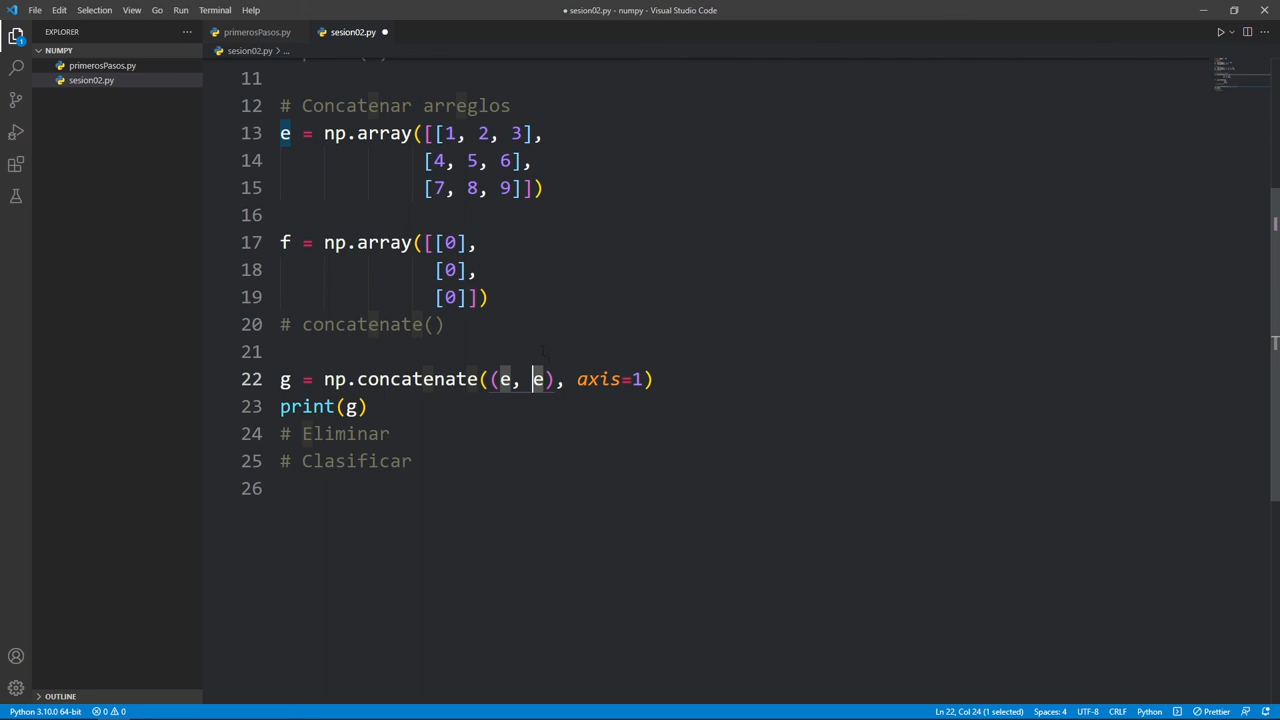 File Edit Selection View Go Run Terminal Help
● sesion02.py - numpy - Visual Studio Code
EXPLORER
primerosPasos.py
sesion02.py
NUMPY
sesion02.py > ...
primerosPasos.py
sesion02.py
11
12 # Concatenar arreglos
13 e = np.array([[1, 2, 3],
14 [4, 5, 6],
15 [7, 8, 9]])
16
17 f = np.array([[0],
18 [0],
19 [0]])
20 # concatenate()
21
22 g = np.concatenate((e, e), axis=1)
23 print(g)
24 # Eliminar
25 # Clasificar
26
OUTLINE
Python 3.10.0 64-bit 0 0 Ln 22, Col 24 (1 selected) Spaces: 4 UTF-8 CRLF Python Prettier